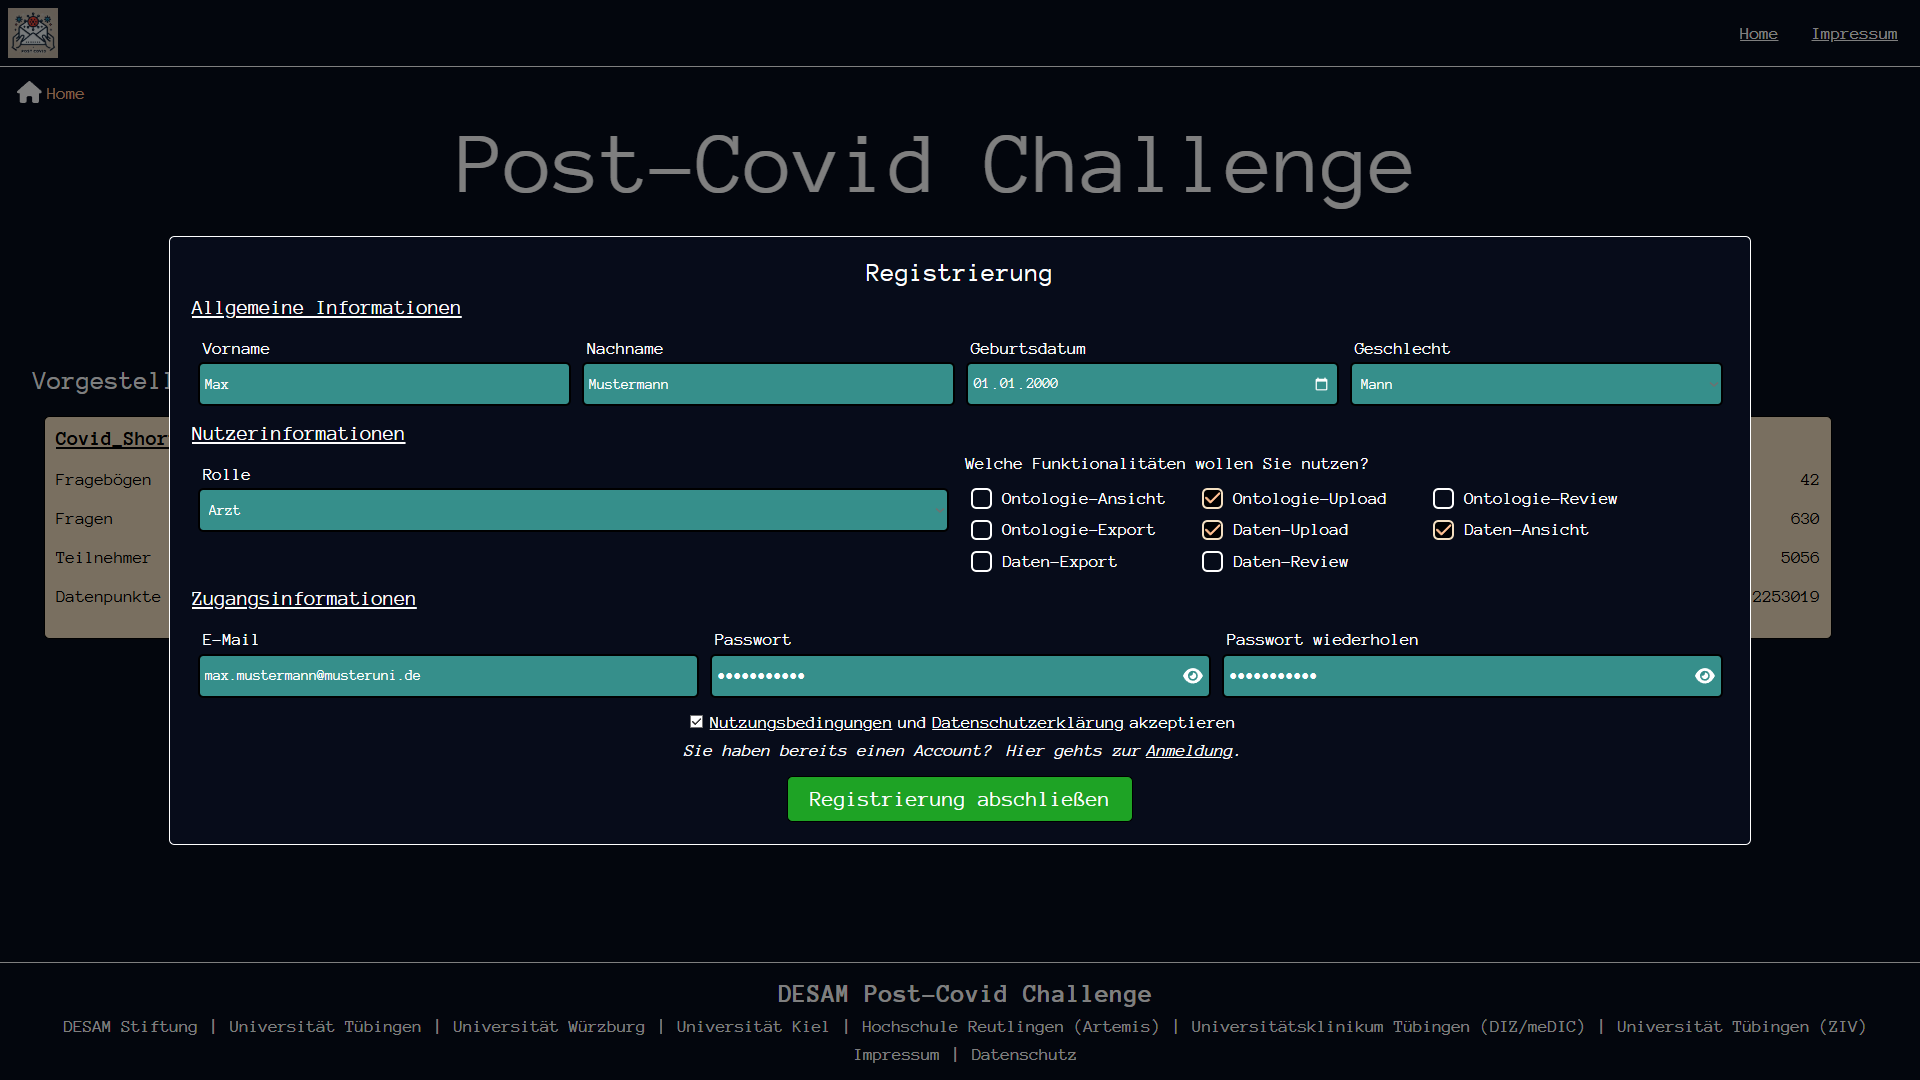 Home Impressum
Home
Post-Covid Challenge
Registrierung
Allgemeine Informationen
Vorname Nachname Geburtsdatum Geschlecht
Max Mustermann 01.01.2000 Mann
Nutzerinformationen
Rolle
Arzt
Welche Funktionalitäten wollen Sie nutzen?
Ontologie-Ansicht Ontologie-Upload Ontologie-Review
Ontologie-Export Daten-Upload Daten-Ansicht
Daten-Export Daten-Review
Zugangsinformationen
E-Mail Passwort Passwort wiederholen
max.mustermann@musteruni.de ••••••••••• •••••••••••
Nutzungsbedingungen und Datenschutzerklärung akzeptieren
Sie haben bereits einen Account? Hier gehts zur Anmeldung.
Registrierung abschließen
Vorgestell
Covid_Shor
Fragebögen 42
Fragen 630
Teilnehmer 5056
Datenpunkte 2253019
DESAM Post-Covid Challenge
DESAM Stiftung | Universität Tübingen | Universität Würzburg | Universität Kiel | Hochschule Reutlingen (Artemis) | Universitätsklinikum Tübingen (DIZ/meDIC) | Universität Tübingen (ZIV)
Impressum | Datenschutz